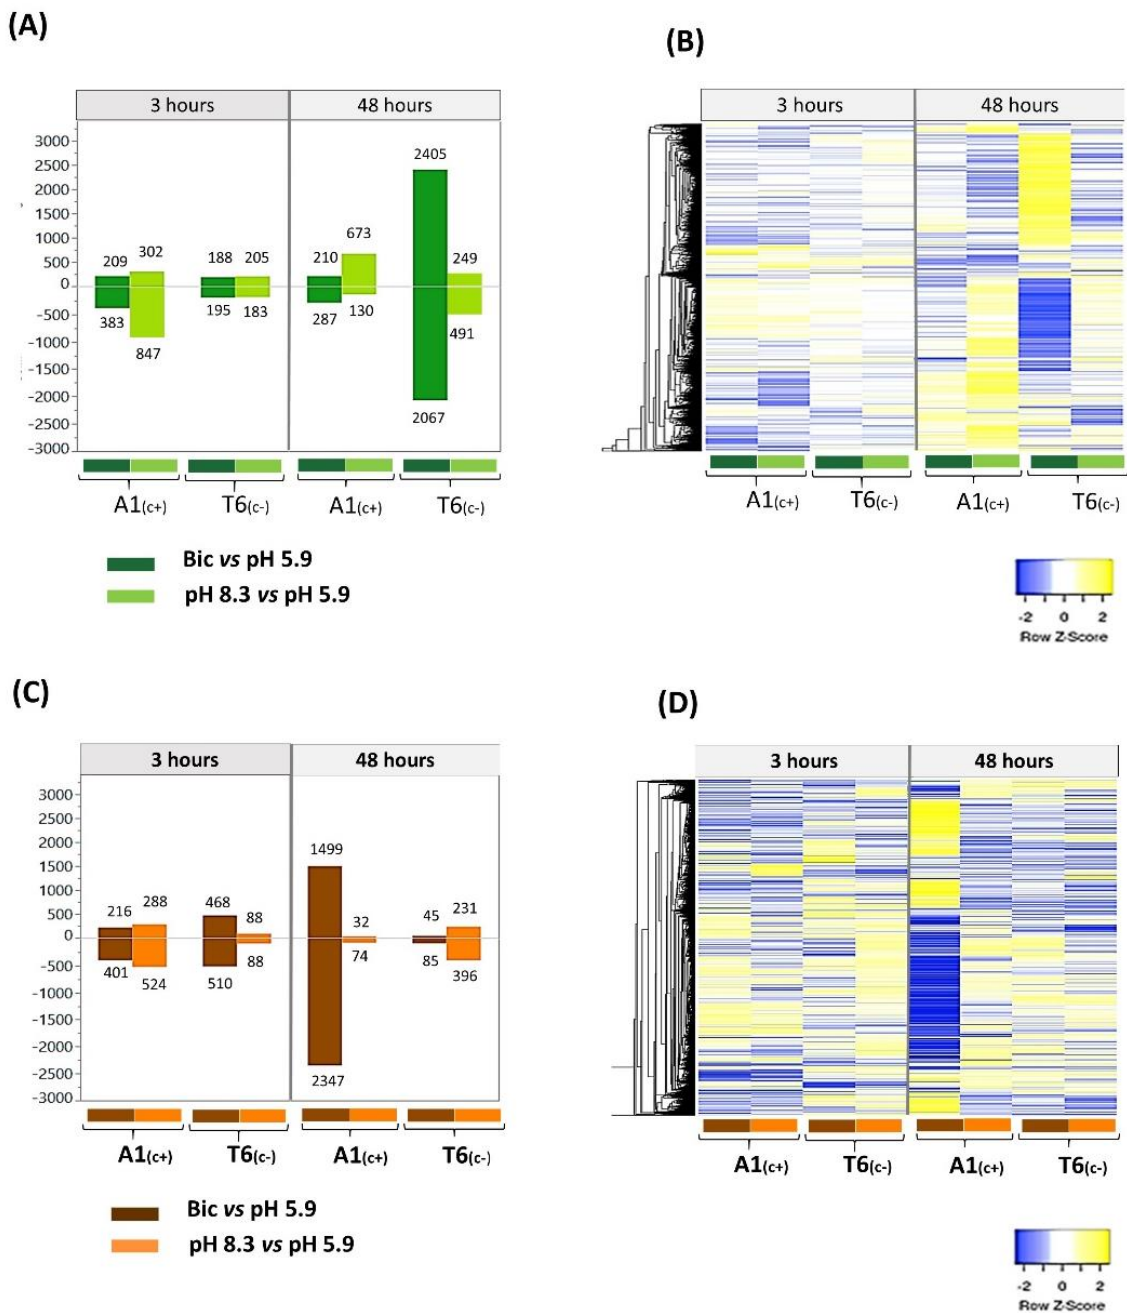 (A)
3 hours
48 hours
3000
2500
2000
1500
1000
500
0
-500
-1000
-1500
-2000
-2500
-3000
209
302
383
847
188
205
195
183
210
673
287
130
2405
249
2067
491
A1(c+)
T6(c-)
A1(c+)
T6(c-)
Bic vs pH 5.9
pH 8.3 vs pH 5.9
(B)
3 hours
48 hours
A1(c+)
T6(c-)
A1(c+)
T6(c-)
-2 0 2
Row Z-Score
(C)
3 hours
48 hours
3000
2500
2000
1500
1000
500
0
-500
-1000
-1500
-2000
-2500
-3000
216
288
401
524
468
88
510
88
1499
32
2347
74
45
231
85
396
A1(c+)
T6(c-)
A1(c+)
T6(c-)
Bic vs pH 5.9
pH 8.3 vs pH 5.9
(D)
3 hours
48 hours
A1(c+)
T6(c-)
A1(c+)
T6(c-)
-2 0 2
Row Z-Score